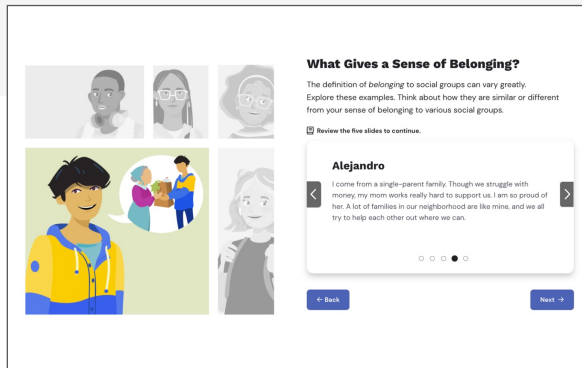 What Gives a Sense of Belonging?
The definition of belonging to social groups can vary greatly.
Explore these examples. Think about how they are similar or different
from your sense of belonging to various social groups.
Review the five slides to continue.
Alejandro
I come from a single-parent family. Though we struggle with
money, my mom works really hard to support us. I am so proud of
her. A lot of families in our neighborhood are like mine, and we all
try to help each other out where we can.
← Back
Next →